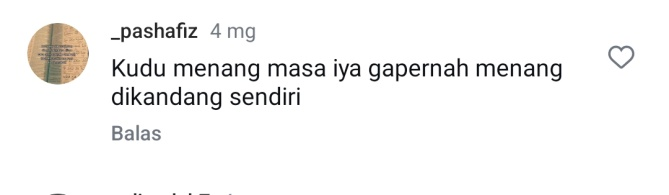 _pashafiz 4 mg
Kudu menang masa iya gapernah menang
dikandang sendiri
Balas